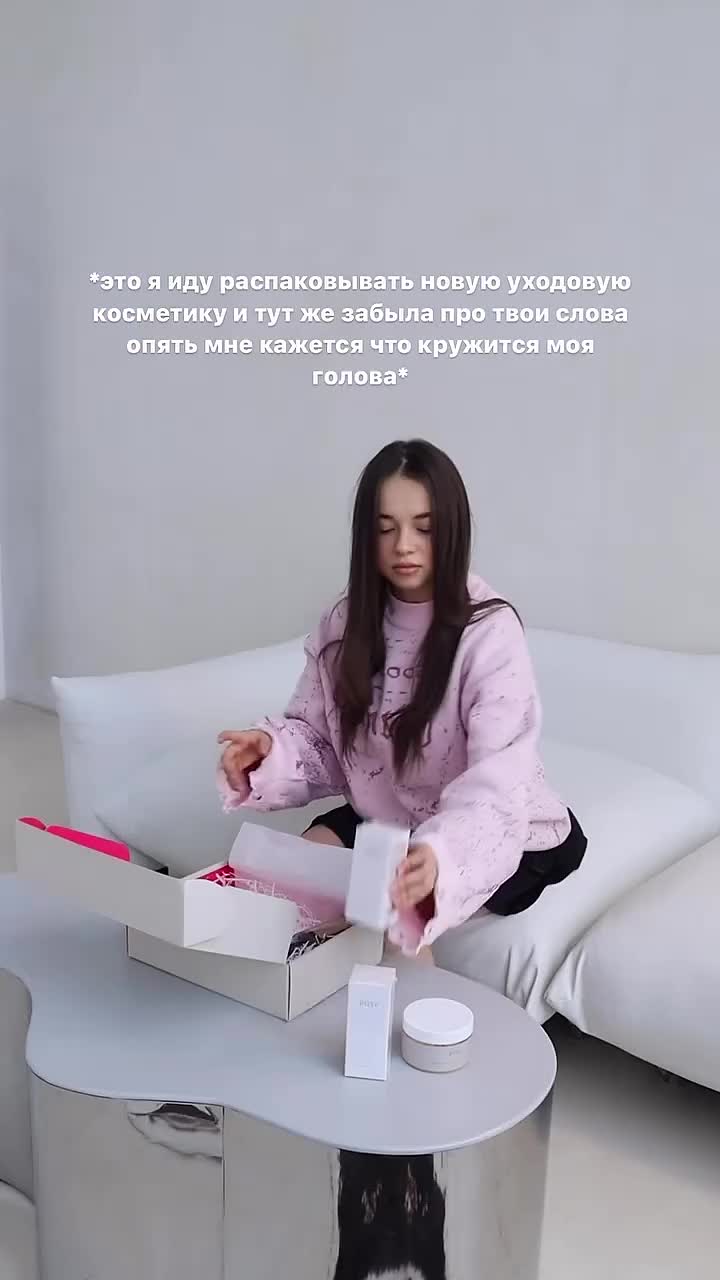 *это я иду распаковывать новую уходовую
косметику и тут же забыла про твои слова
опять мне кажется что кружится моя
голова*